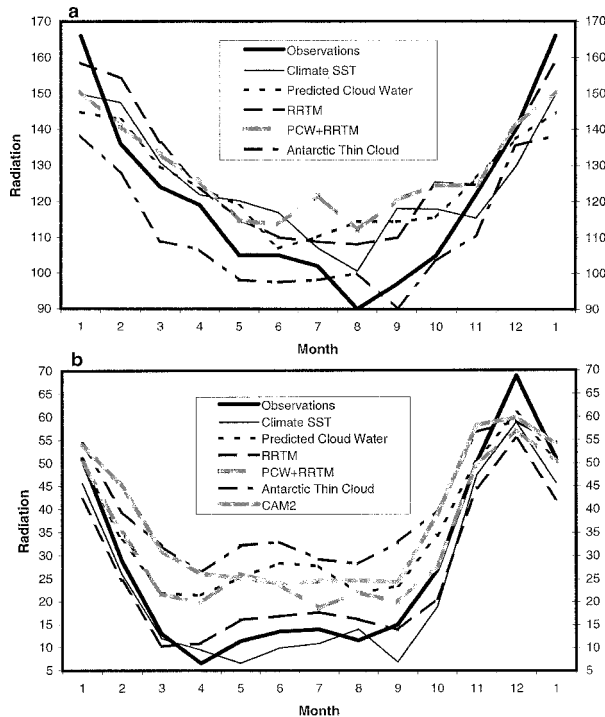 a
170 170
160 160
150 150
140 140
130 130
120 120
110 110
100 100
90 90
Radiation
Observations
Climate SST
Predicted Cloud Water
RRTM
PCW+RRTM
Antarctic Thin Cloud
1 2 3 4 5 6 7 8 9 10 11 12 1
Month
b
70 70
65 65
60 60
55 55
50 50
45 45
40 40
35 35
30 30
25 25
20 20
15 15
10 10
5 5
Radiation
Observations
Climate SST
Predicted Cloud Water
RRTM
PCW+RRTM
Antarctic Thin Cloud
CAM2
1 2 3 4 5 6 7 8 9 10 11 12 1
Month